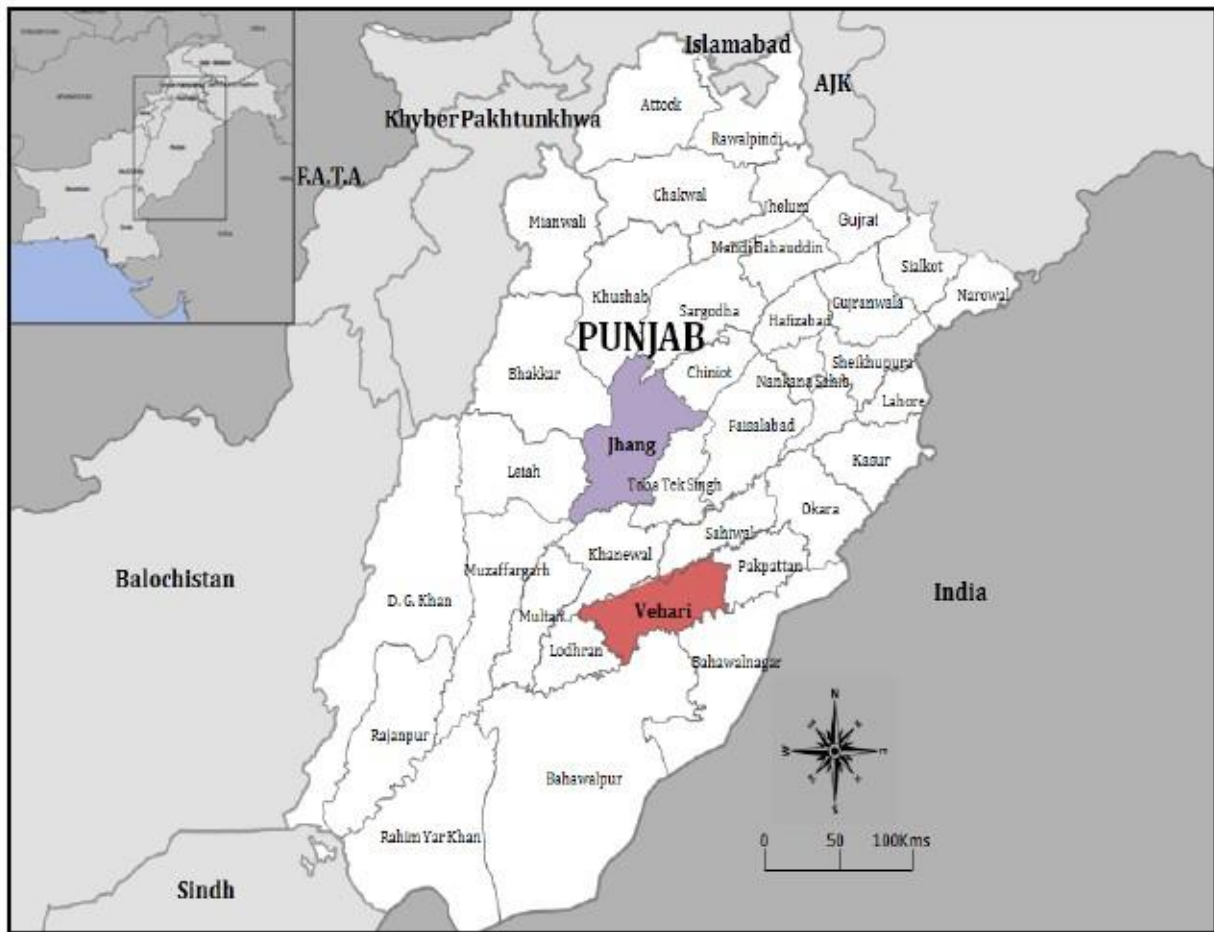 Islamabad
AJK
Attock
Khyber Pakhtunkhwa
Rawalpindi
F.A.T.A.
Chakwal
Jhelum
Mianwali
Gujrat
Mandi Bahauddin
Sialkot
Khushab
Narowal
Sargodha
Gujranwala
Hafizabad
PUNJAB
Sheikhupura
Bhakkar
Chiniot
Nankana Sahib
Lahore
Faisalabad
Jhang
Kasur
Leiah
Toba Tek Singh
Okara
Sahiwal
Khanewal
Pakpattan
Muzaffargarh
Balochistan
India
D. G. Khan
Vehari
Multan
Lodhran
Bahawalnagar
N
Rajanpur
W
E
Bahawalpur
S
Rahim Yar Khan
0 50 100Kms
Sindh